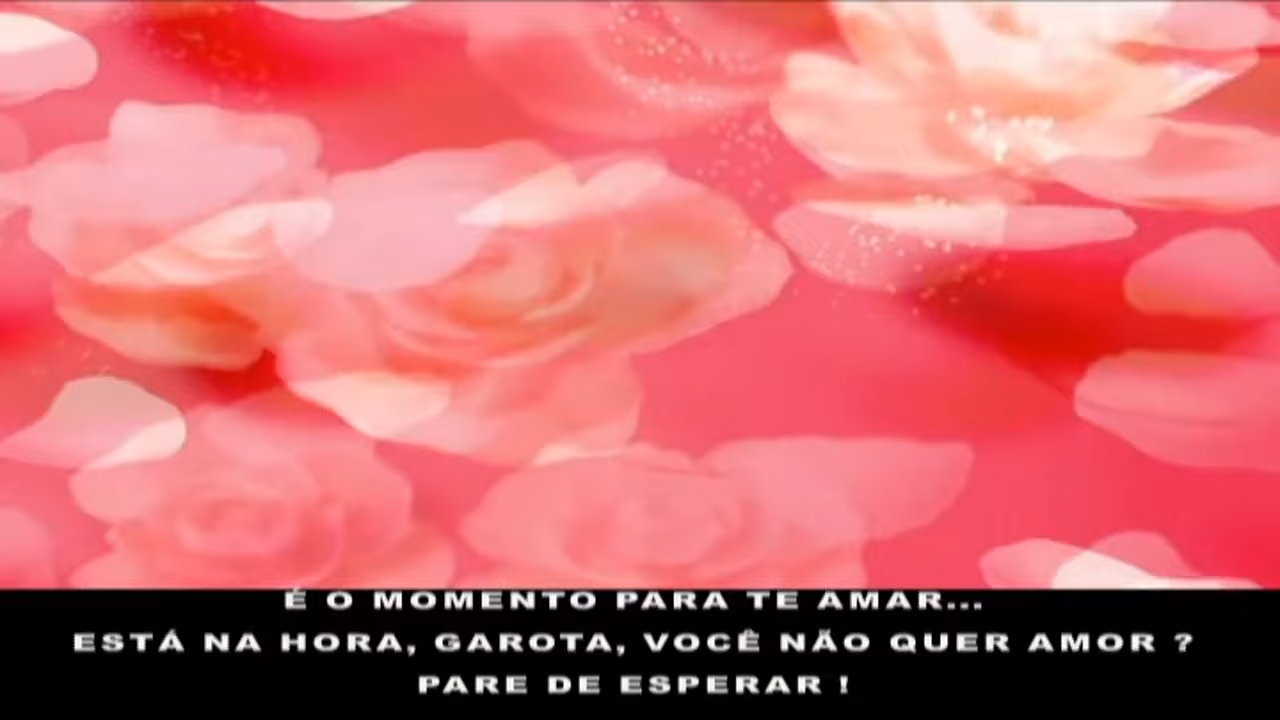 É O MOMENTO PARA TE AMAR...
ESTÁ NA HORA, GAROTA, VOCÊ NÃO QUER AMOR ?
PARE DE ESPERAR !